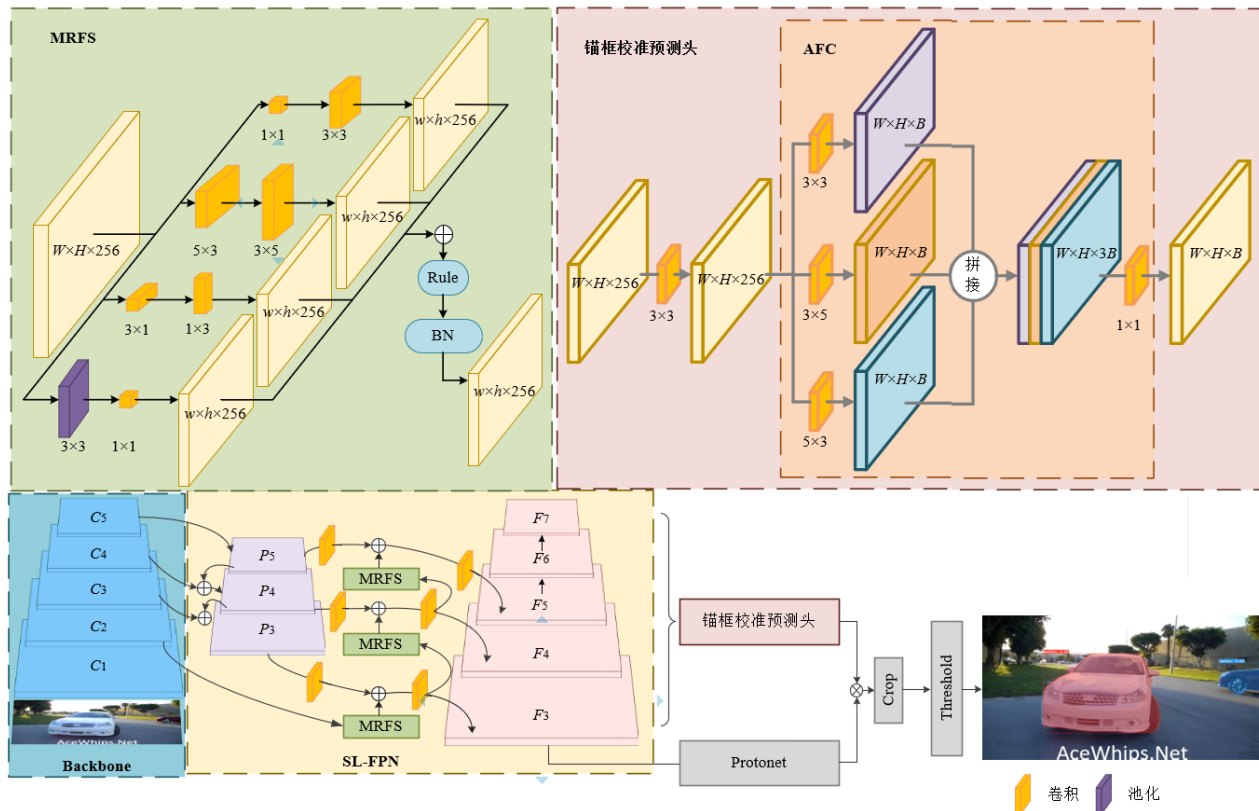 MRFS
1×1
3×3
w×h×256
W×H×256
5×3
3×5
w×h×256
Rule
3×1
1×3
w×h×256
BN
3×3
1×1
w×h×256
w×h×256
锚框校准预测头
AFC
W×H×256
3×3
W×H×256
3×3
W×H×B
3×5
W×H×B
5×3
W×H×B
拼
接
W×H×3B
1×1
W×H×B
C5
C4
C3
C2
C1
AceWhips.Net
Backbone
P5
P4
P3
MRFS
MRFS
MRFS
SL-FPN
F7
F6
F5
F4
F3
锚框校准预测头
Protonet
Crop
Threshold
AceWhips.Net
卷积
池化